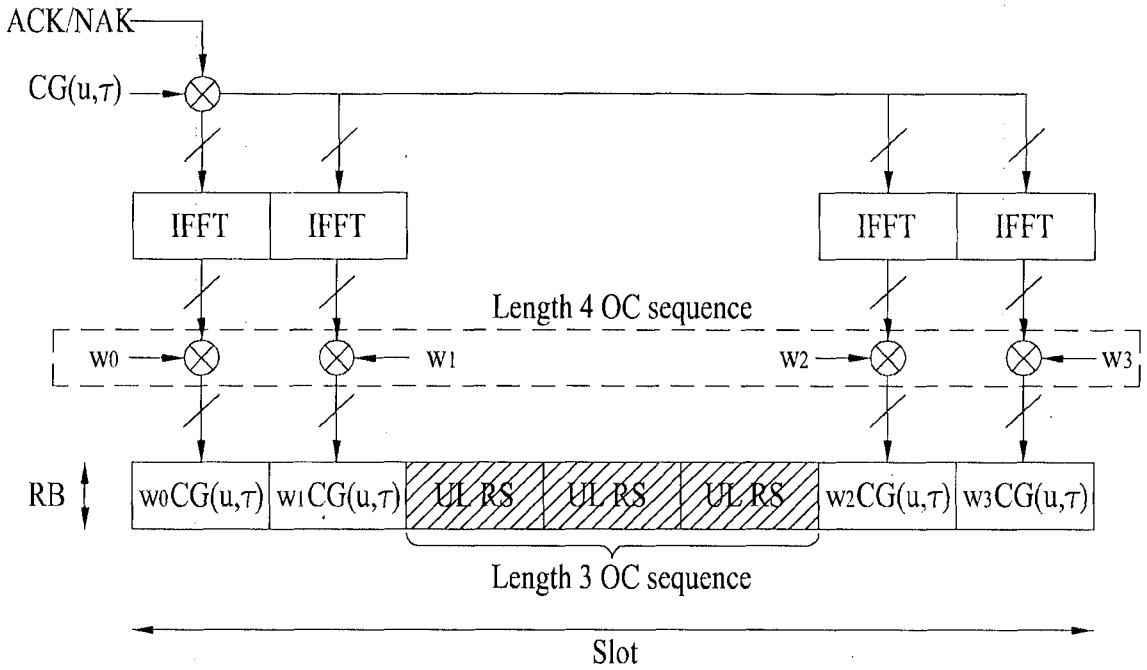 ACK/NAK
CG(u,τ)
IFFT IFFT IFFT IFFT
Length 4 OC sequence
w0 w1 w2 w3
RB w0CG(u,τ) w1CG(u,τ) UL RS UL RS UL RS w2CG(u,τ) w3CG(u,τ)
Length 3 OC sequence
Slot